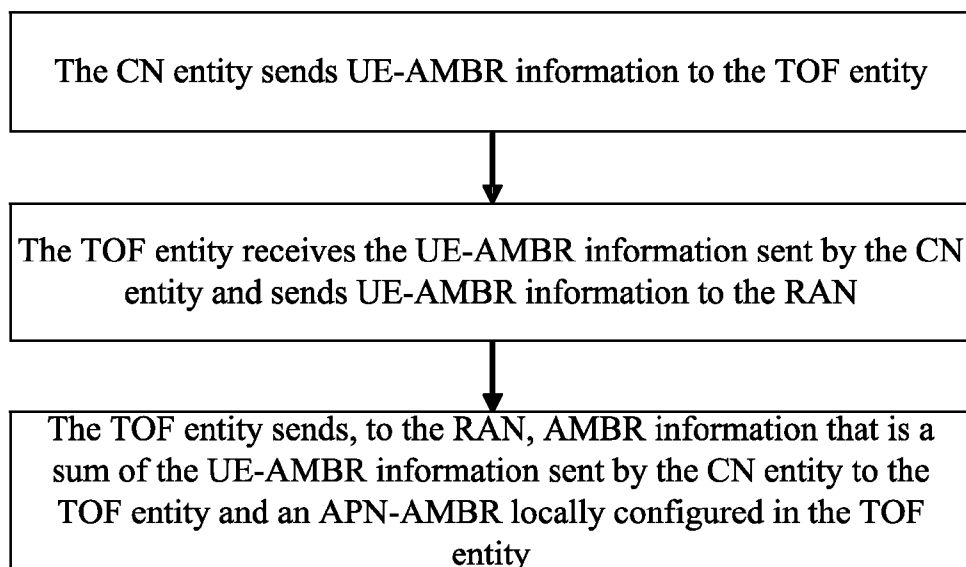 The CN entity sends UE-AMBR information to the TOF entity
The TOF entity receives the UE-AMBR information sent by the CN
entity and sends UE-AMBR information to the RAN
The TOF entity sends, to the RAN, AMBR information that is a
sum of the UE-AMBR information sent by the CN entity to the
TOF entity and an APN-AMBR locally configured in the TOF
entity